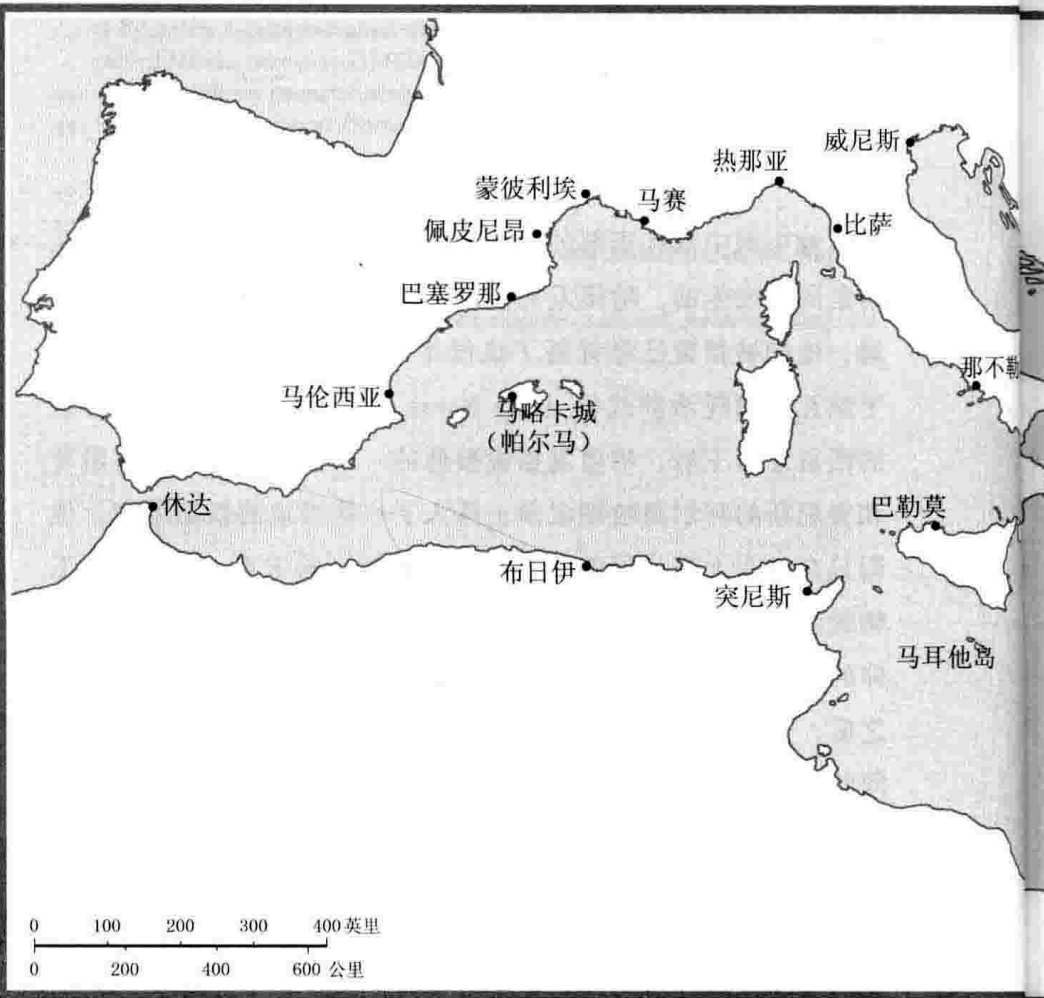 威尼斯
热那亚
蒙彼利埃
马赛
佩皮尼昂
比萨
巴塞罗那
那不勒
马伦西亚
马略卡城
（帕尔马）
休达
巴勒莫
布日伊
突尼斯
马耳他岛
0 100 200 300 400 英里
0 200 400 600 公里